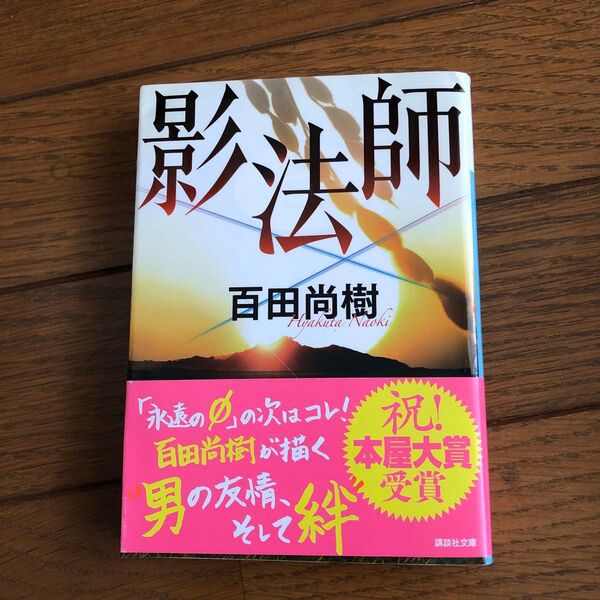 影法師
百田尚樹
Hyakuta Naoki
「永遠の0」の次はコレ!
百田尚樹が描く
"男の友情、
そして絆"
祝!
本屋大賞
受賞
講談社文庫